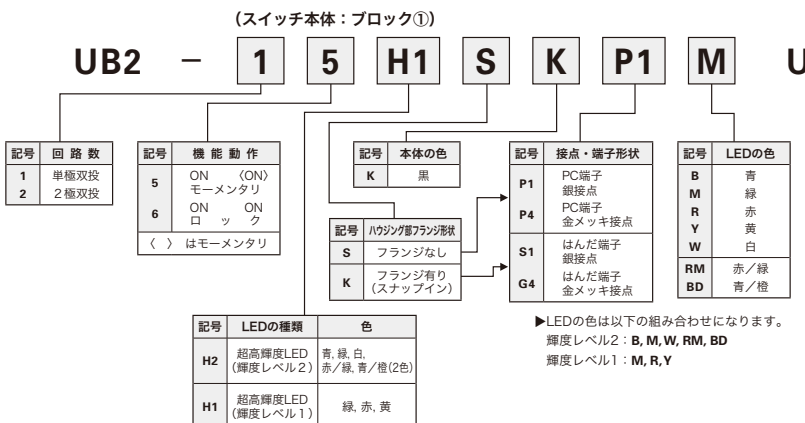 (スイッチ本体：ブロック①)
UB2 － 1 5 H1 S K P1 M U
記号 回路数
1 単極双投
2 2極双投
記号 機能動作
5 ON 〈ON〉
モーメンタリ
6 ON ON
ロック
〈 〉 はモーメンタリ
記号 本体の色
K 黒
記号 ハウジング部フランジ形状
S フランジなし
K フランジ有り
(スナップイン)
記号 接点・端子形状
P1 PC端子
銀接点
P4 PC端子
金メッキ接点
S1 はんだ端子
銀接点
G4 はんだ端子
金メッキ接点
記号 LEDの色
B 青
M 緑
R 赤
Y 黄
W 白
RM 赤／緑
BD 青／橙
記号 LEDの種類 色
H2 超高輝度LED
(輝度レベル2) 青, 緑, 白,
赤／緑, 青／橙(2色)
H1 超高輝度LED
(輝度レベル1) 緑, 赤, 黄
▶LEDの色は以下の組み合わせになります。
輝度レベル2：B, M, W, RM, BD
輝度レベル1：M, R, Y